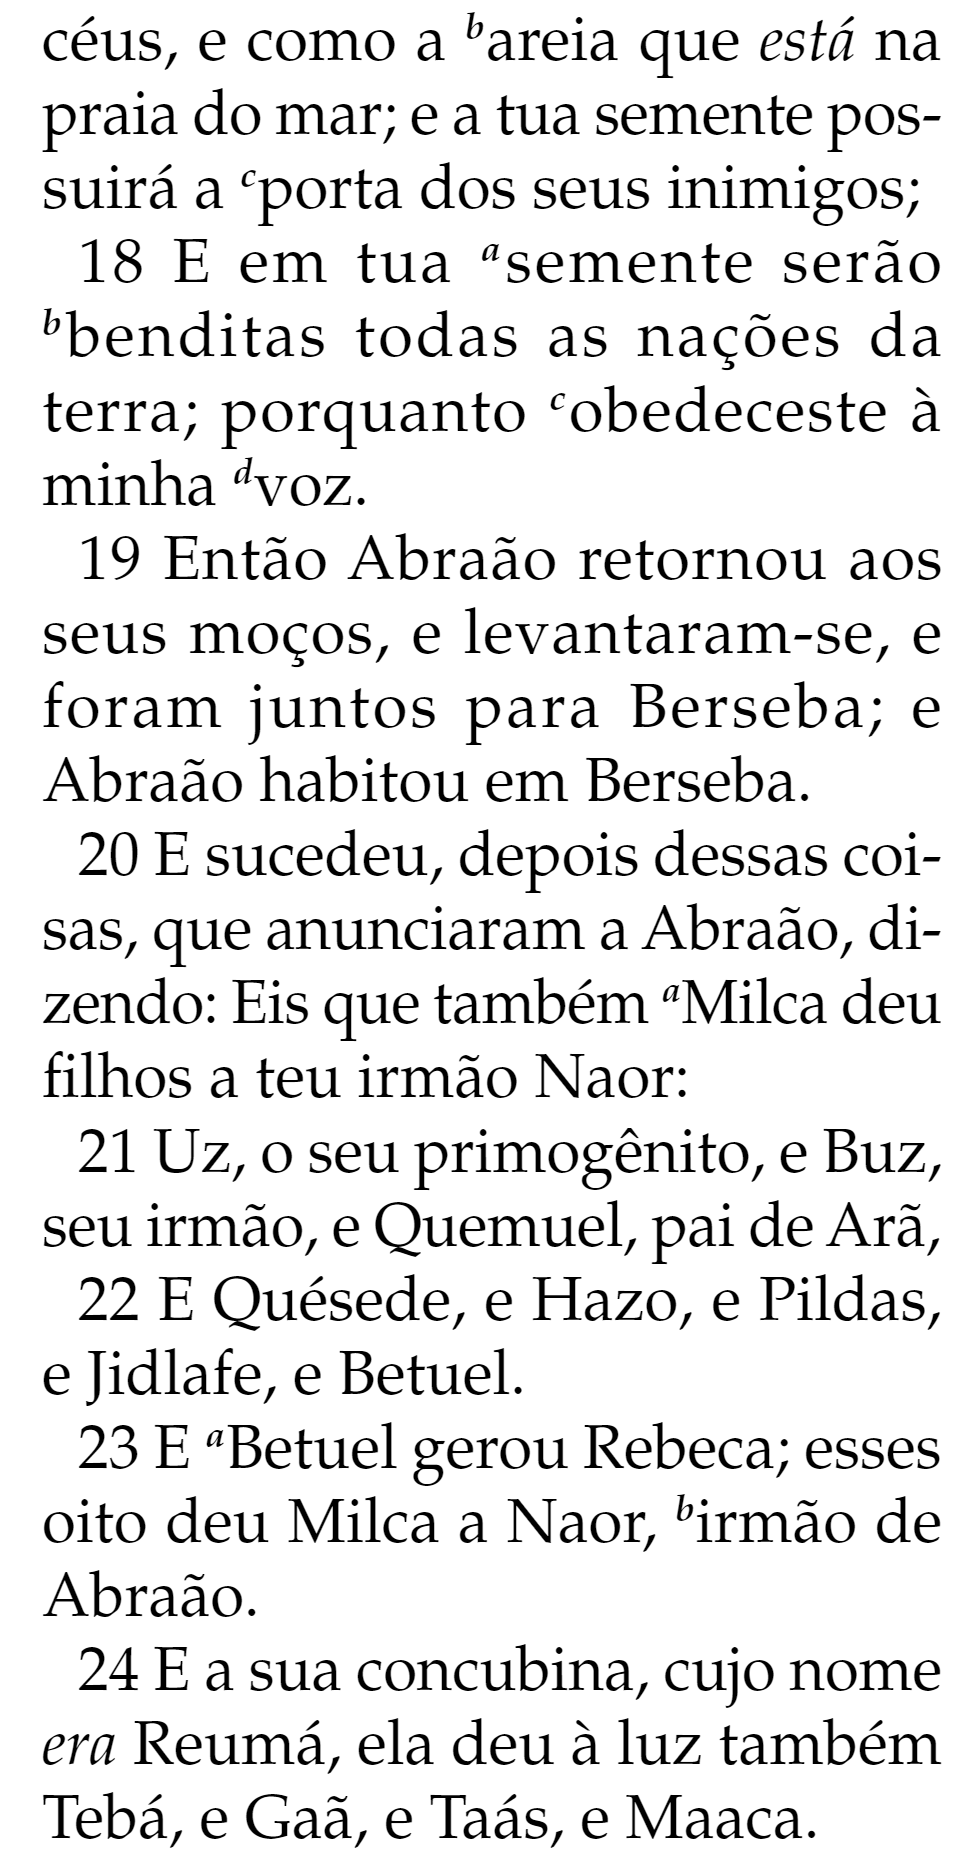 céus, e como a ᵇareia que está na
praia do mar; e a tua semente pos-
suirá a ᶜporta dos seus inimigos;
18 E em tua ᵃsemente serão
ᵇbenditas todas as nações da
terra; porquanto ᶜobedeceste à
minha ᵈvoz.
19 Então Abraão retornou aos
seus moços, e levantaram-se, e
foram juntos para Berseba; e
Abraão habitou em Berseba.
20 E sucedeu, depois dessas coi-
sas, que anunciaram a Abraão, di-
zendo: Eis que também ᵃMilca deu
filhos a teu irmão Naor:
21 Uz, o seu primogênito, e Buz,
seu irmão, e Quemuel, pai de Arã,
22 E Quésede, e Hazo, e Pildas,
e Jidlafe, e Betuel.
23 E ᵃBetuel gerou Rebeca; esses
oito deu Milca a Naor, ᵇirmão de
Abraão.
24 E a sua concubina, cujo nome
era Reumá, ela deu à luz também
Tebá, e Gaã, e Taás, e Maaca.